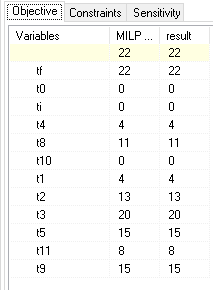 Objective Constraints Sensitivity
Variables MILP ... result
22 22
tf 22 22
t0 0 0
ti 0 0
t4 4 4
t8 11 11
t10 0 0
t1 4 4
t2 13 13
t3 20 20
t5 15 15
t11 8 8
t9 15 15